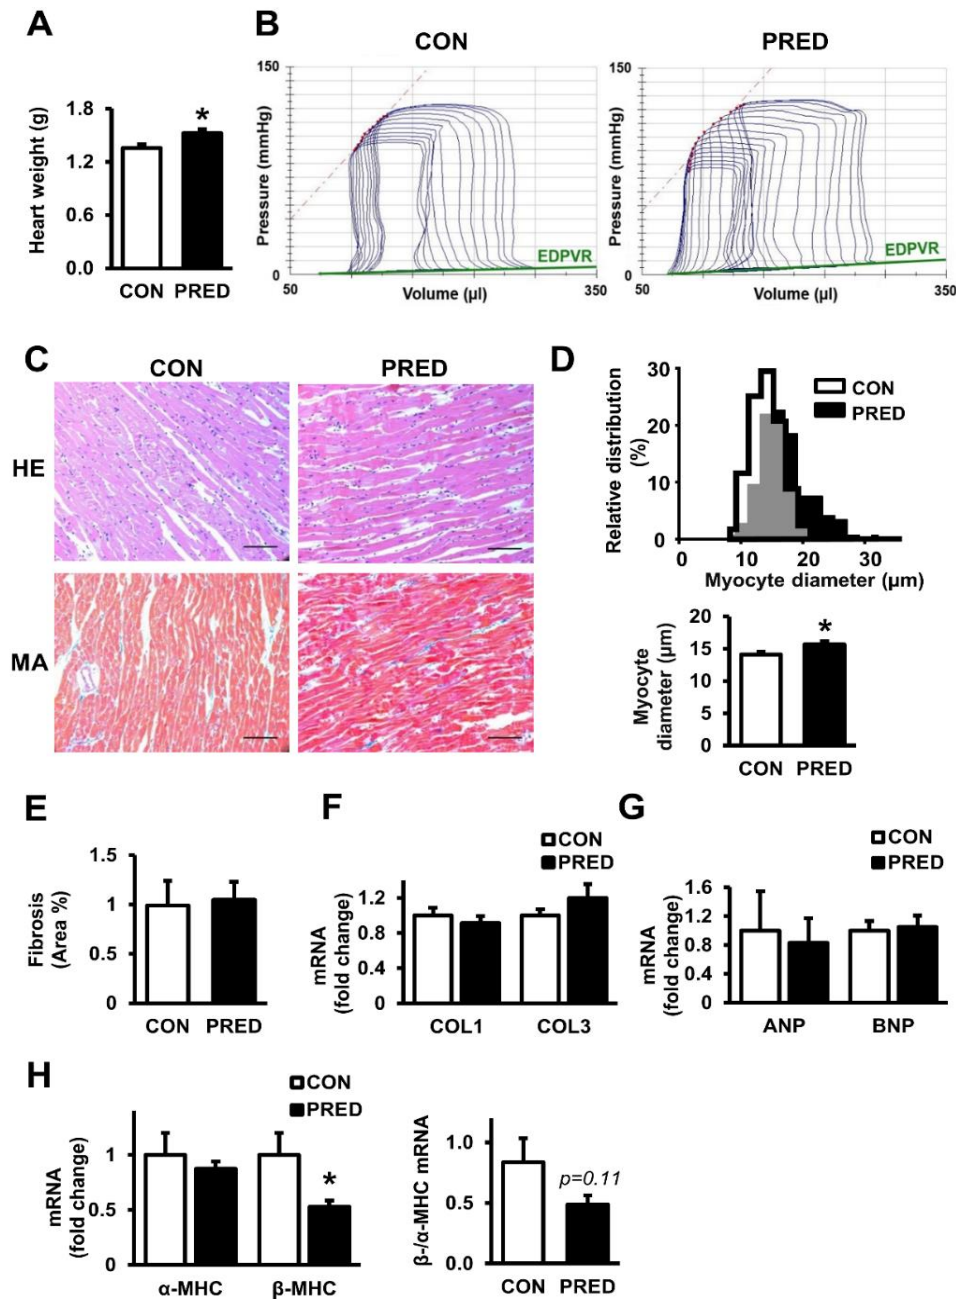 A
Heart weight (g)
1.8
1.2
0.6
0.0
*
CON PRED
B
CON
PRED
Pressure (mmHg)
150
0
EDPVR
50
Volume (µl)
350
Pressure (mmHg)
150
0
EDPVR
50
Volume (µl)
350
C
CON
PRED
HE
MA
D
Relative distribution
(%)
30
20
10
0
CON
PRED
0 10 20 30
Myocyte diameter (µm)
Myocyte
diameter (µm)
20
15
10
5
0
*
CON PRED
E
Fibrosis
(Area %)
1.5
1
0.5
0
CON PRED
F
CON
PRED
mRNA
(fold change)
1.2
0.8
0.4
0
COL1 COL3
G
CON
PRED
mRNA
(fold change)
1.6
1.2
0.8
0.4
0
ANP BNP
H
CON
PRED
mRNA
(fold change)
1
0.5
0
*
α-MHC β-MHC
β-/α-MHC mRNA
1.0
0.5
0.0
p=0.11
CON PRED